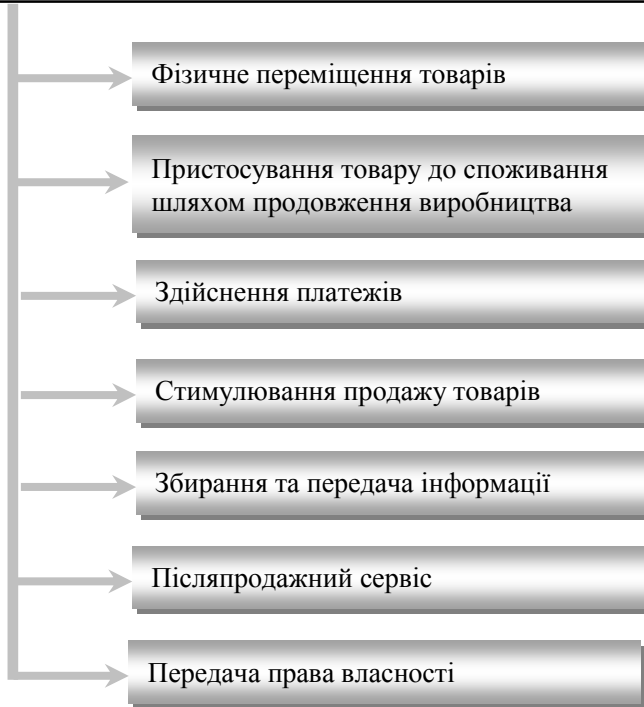 Фізичне переміщення товарів
Пристосування товару до споживання
шляхом продовження виробництва
Здійснення платежів
Стимулювання продажу товарів
Збирання та передача інформації
Післяпродажний сервіс
Передача права власності